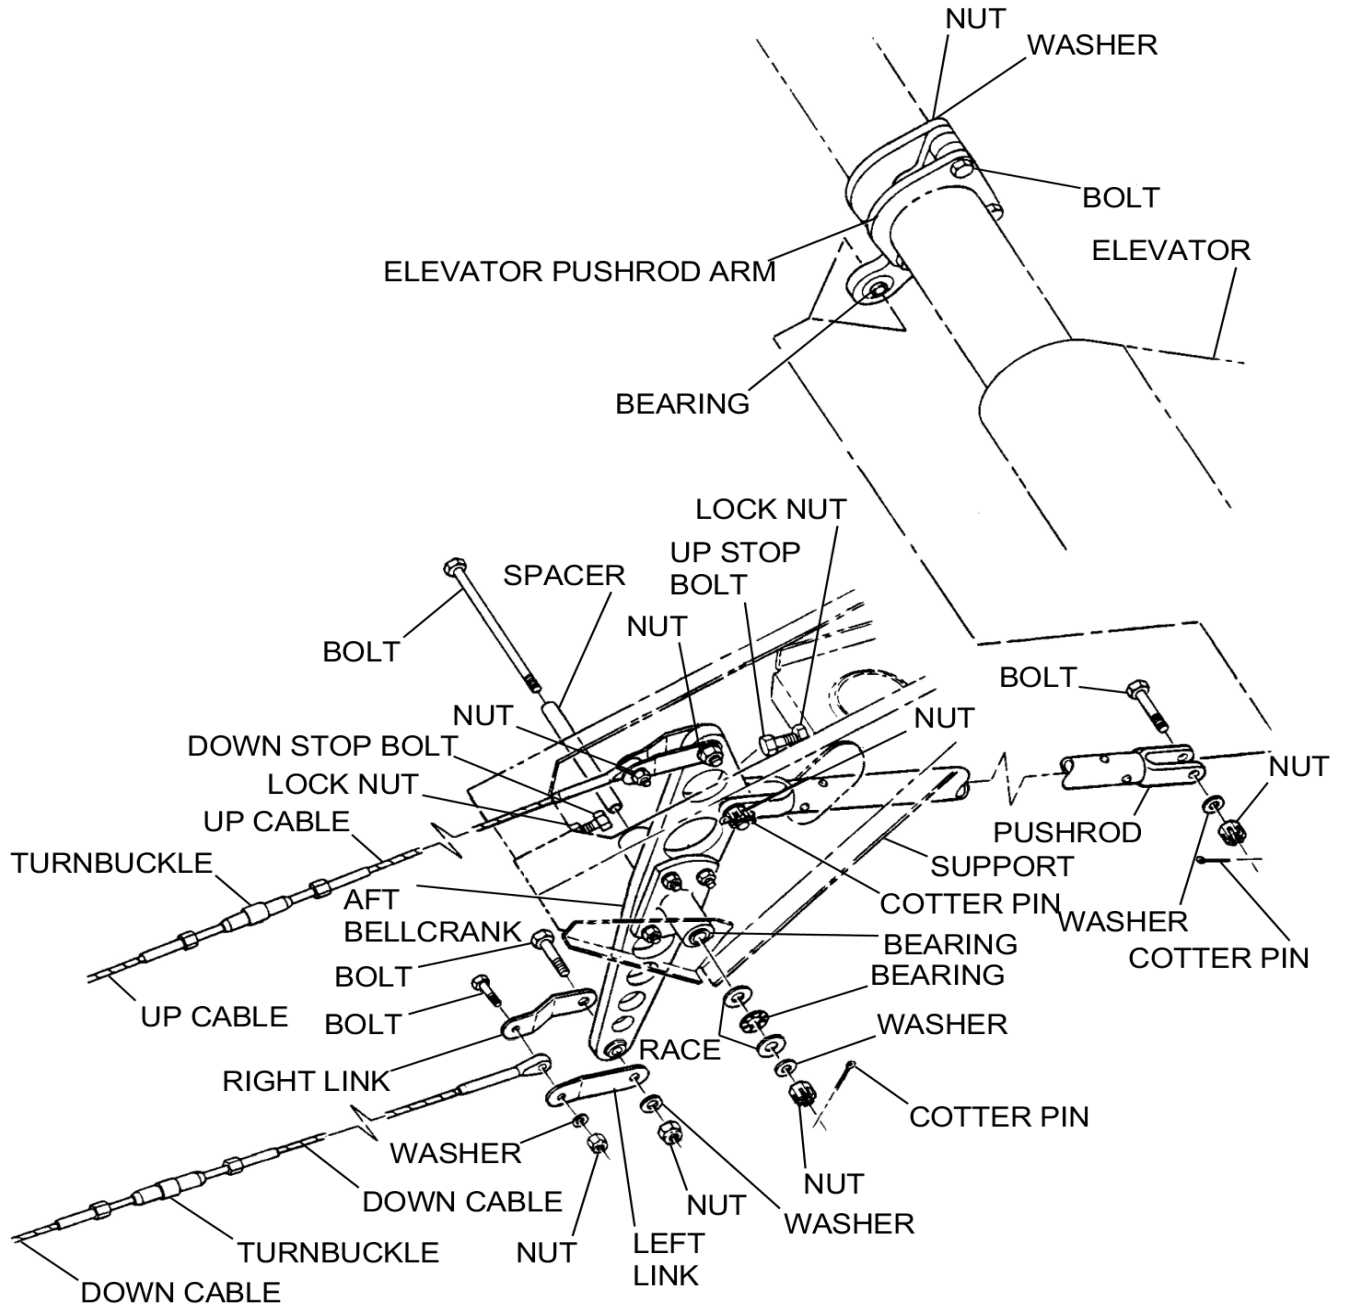 NUT
WASHER
BOLT
ELEVATOR
ELEVATOR PUSHROD ARM
BEARING
LOCK NUT
UP STOP
BOLT
SPACER
NUT
BOLT
BOLT
NUT
NUT
DOWN STOP BOLT
LOCK NUT
NUT
UP CABLE
PUSHROD
TURNBUCKLE
SUPPORT
AFT
BELLCRANK
COTTER PIN
WASHER
BEARING
COTTER PIN
BOLT
BEARING
UP CABLE
BOLT
WASHER
RACE
RIGHT LINK
COTTER PIN
WASHER
NUT
DOWN CABLE
NUT
WASHER
TURNBUCKLE
NUT
LEFT
LINK
DOWN CABLE